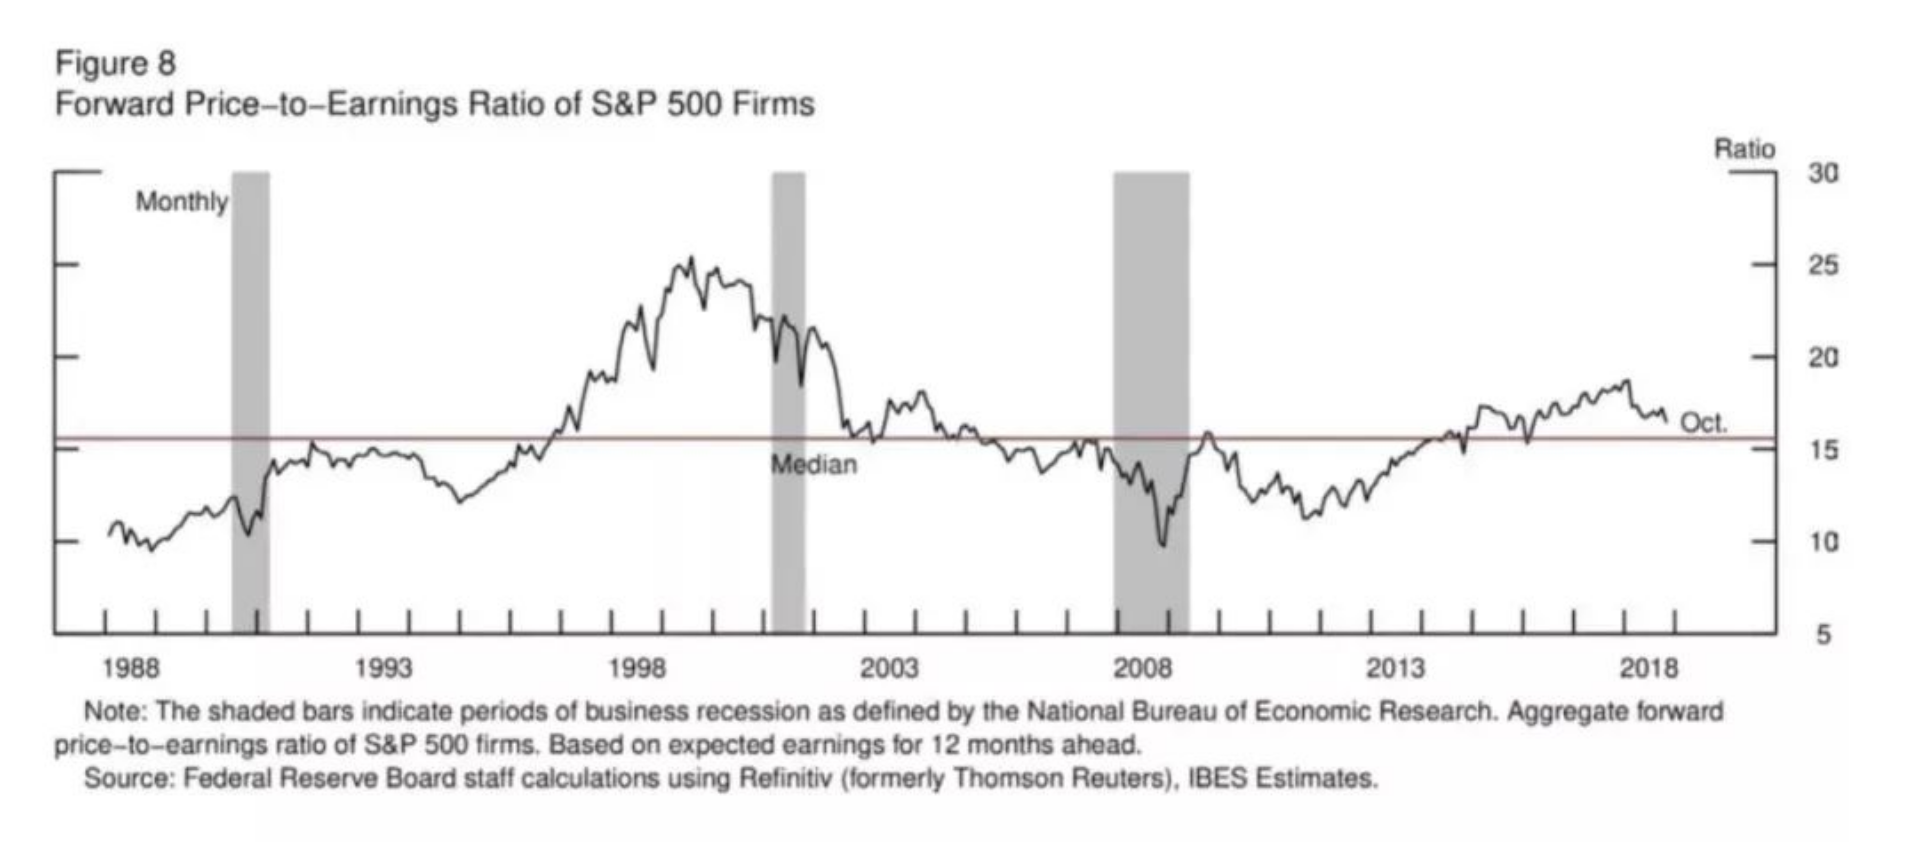 Figure 8
Forward Price–to–Earnings Ratio of S&P 500 Firms
Ratio
Monthly
30
25
20
15
10
5
Oct.
Median
1988 1993 1998 2003 2008 2013 2018
Note: The shaded bars indicate periods of business recession as defined by the National Bureau of Economic Research. Aggregate forward
price–to–earnings ratio of S&P 500 firms. Based on expected earnings for 12 months ahead.
Source: Federal Reserve Board staff calculations using Refinitiv (formerly Thomson Reuters), IBES Estimates.